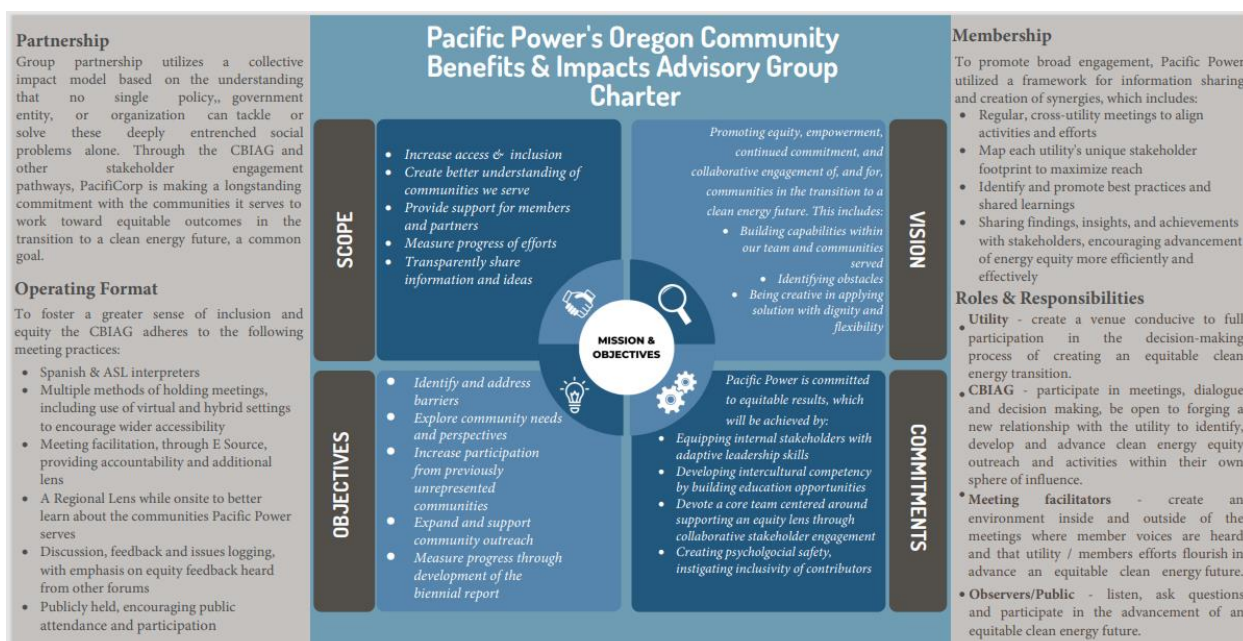 Partnership
Group partnership utilizes a collective
impact model based on the understanding
that no single policy,, government
entity, or organization can tackle or
solve these deeply entrenched social
problems alone. Through the CBIAG and
other stakeholder engagement
pathways, PacifiCorp is making a longstanding
commitment with the communities it serves to
work toward equitable outcomes in the
transition to a clean energy future, a common
goal.
Operating Format
To foster a greater sense of inclusion and
equity the CBIAG adheres to the following
meeting practices:
• Spanish & ASL interpreters
• Multiple methods of holding meetings,
including use of virtual and hybrid settings
to encourage wider accessibility
• Meeting facilitation, through E Source,
providing accountability and additional
lens
• A Regional Lens while onsite to better
learn about the communities Pacific Power
serves
• Discussion, feedback and issues logging,
with emphasis on equity feedback heard
from other forums
• Publicly held, encouraging public
attendance and participation
Pacific Power's Oregon Community
Benefits & Impacts Advisory Group
Charter
SCOPE
• Increase access & inclusion
• Create better understanding of
communities we serve
• Provide support for members
and partners
• Measure progress of efforts
• Transparently share
information and ideas
VISION
Promoting equity, empowerment,
continued commitment, and
collaborative engagement of, and for,
communities in the transition to a
clean energy future. This includes:
• Building capabilities within
our team and communities
served
• Identifying obstacles
• Being creative in applying
solution with dignity and
flexibility
MISSION &
OBJECTIVES
OBJECTIVES
• Identify and address
barriers
• Explore community needs
and perspectives
• Increase participation
from previously
unrepresented
communities
• Expand and support
community outreach
• Measure progress through
development of the
biennial report
COMMITMENTS
Pacific Power is committed
to equitable results, which
will be achieved by:
• Equipping internal stakeholders with
adaptive leadership skills
• Developing intercultural competency
by building education opportunities
• Devote a core team centered around
supporting an equity lens through
collaborative stakeholder engagement
• Creating psycholgocial safety,
instigating inclusivity of contributors
Membership
To promote broad engagement, Pacific Power
utilized a framework for information sharing
and creation of synergies, which includes:
• Regular, cross-utility meetings to align
activities and efforts
• Map each utility's unique stakeholder
footprint to maximize reach
• Identify and promote best practices and
shared learnings
• Sharing findings, insights, and achievements
with stakeholders, encouraging advancement
of energy equity more efficiently and
effectively
Roles & Responsibilities
• Utility - create a venue conducive to full
participation in the decision-making
process of creating an equitable clean
energy transition.
• CBIAG - participate in meetings, dialogue
and decision making, be open to forging a
new relationship with the utility to identify,
develop and advance clean energy equity
outreach and activities within their own
sphere of influence.
• Meeting facilitators - create an
environment inside and outside of the
meetings where member voices are heard
and that utility / members efforts flourish in
advance an equitable clean energy future.
• Observers/Public - listen, ask questions
and participate in the advancement of an
equitable clean energy future.